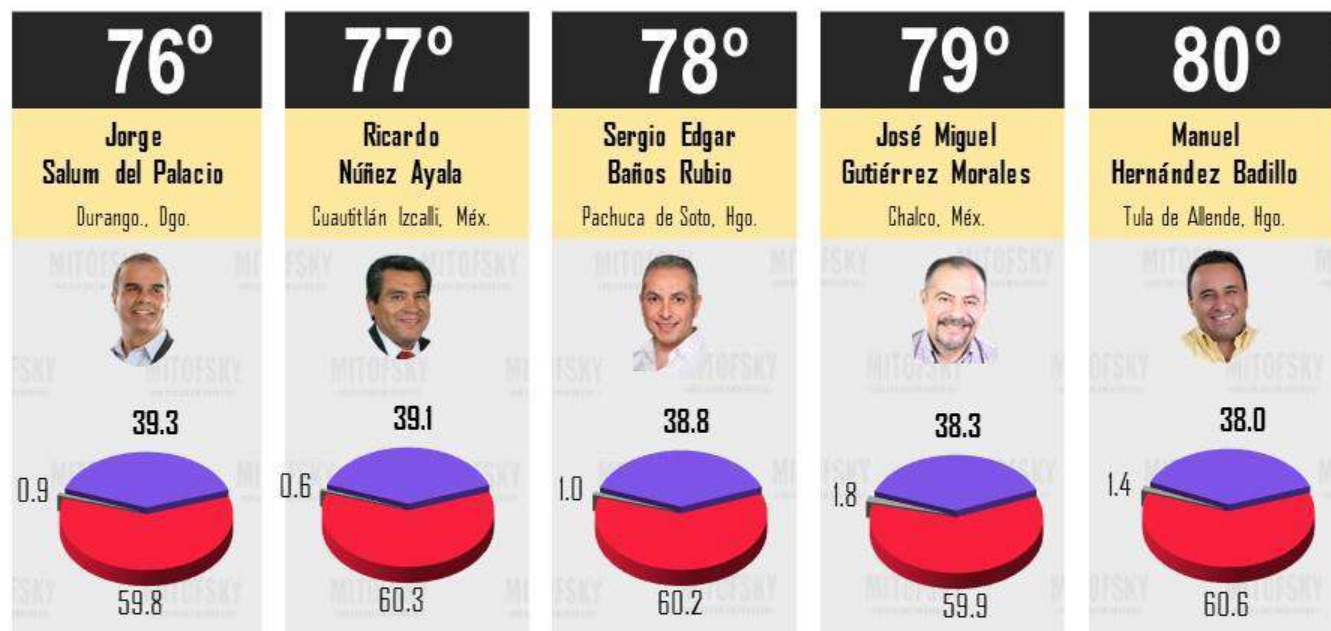 76º
Jorge
Salum del Palacio
Durango., Dgo.
39.3
0.9
59.8
77º
Ricardo
Núñez Ayala
Cuautitlán Izcalli, Méx.
39.1
0.6
60.3
78º
Sergio Edgar
Baños Rubio
Pachuca de Soto, Hgo.
38.8
1.0
60.2
79º
José Miguel
Gutiérrez Morales
Chalco, Méx.
38.3
1.8
59.9
80º
Manuel
Hernández Badillo
Tula de Allende, Hgo.
38.0
1.4
60.6
MITOFSKY